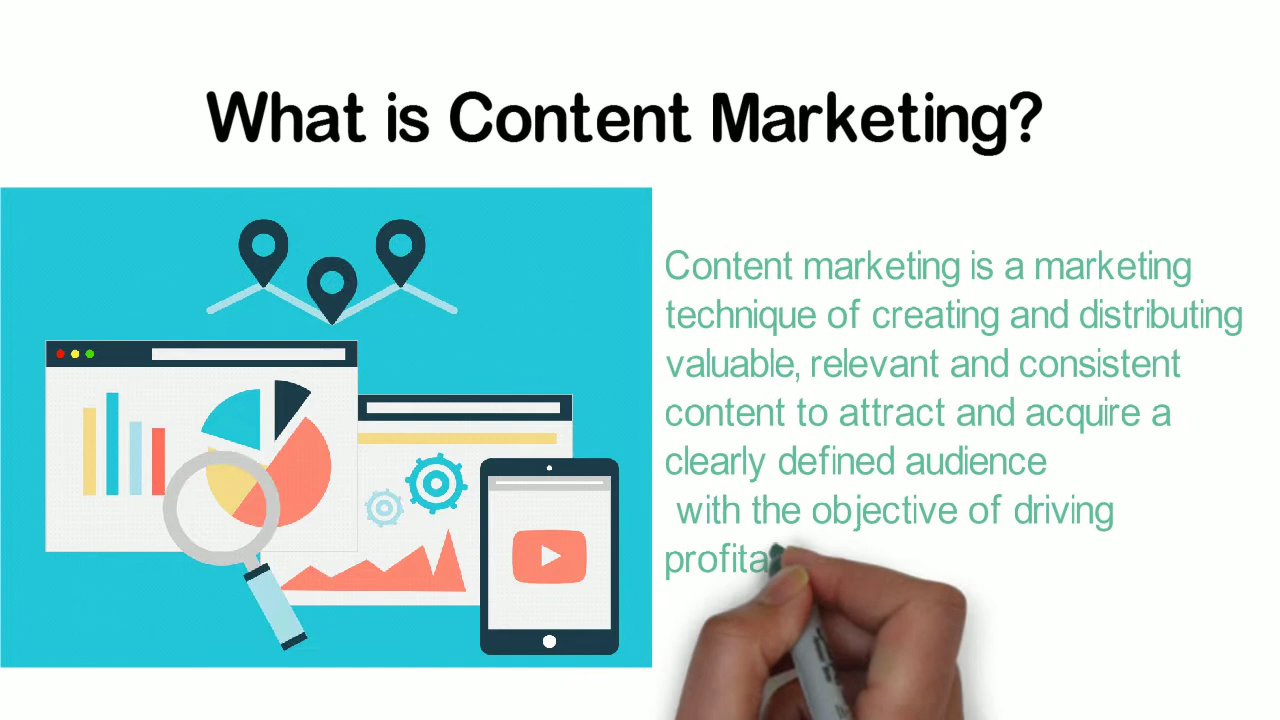 What is Content Marketing?
Content marketing is a marketing
technique of creating and distributing
valuable, relevant and consistent
content to attract and acquire a
clearly defined audience
with the objective of driving
profita